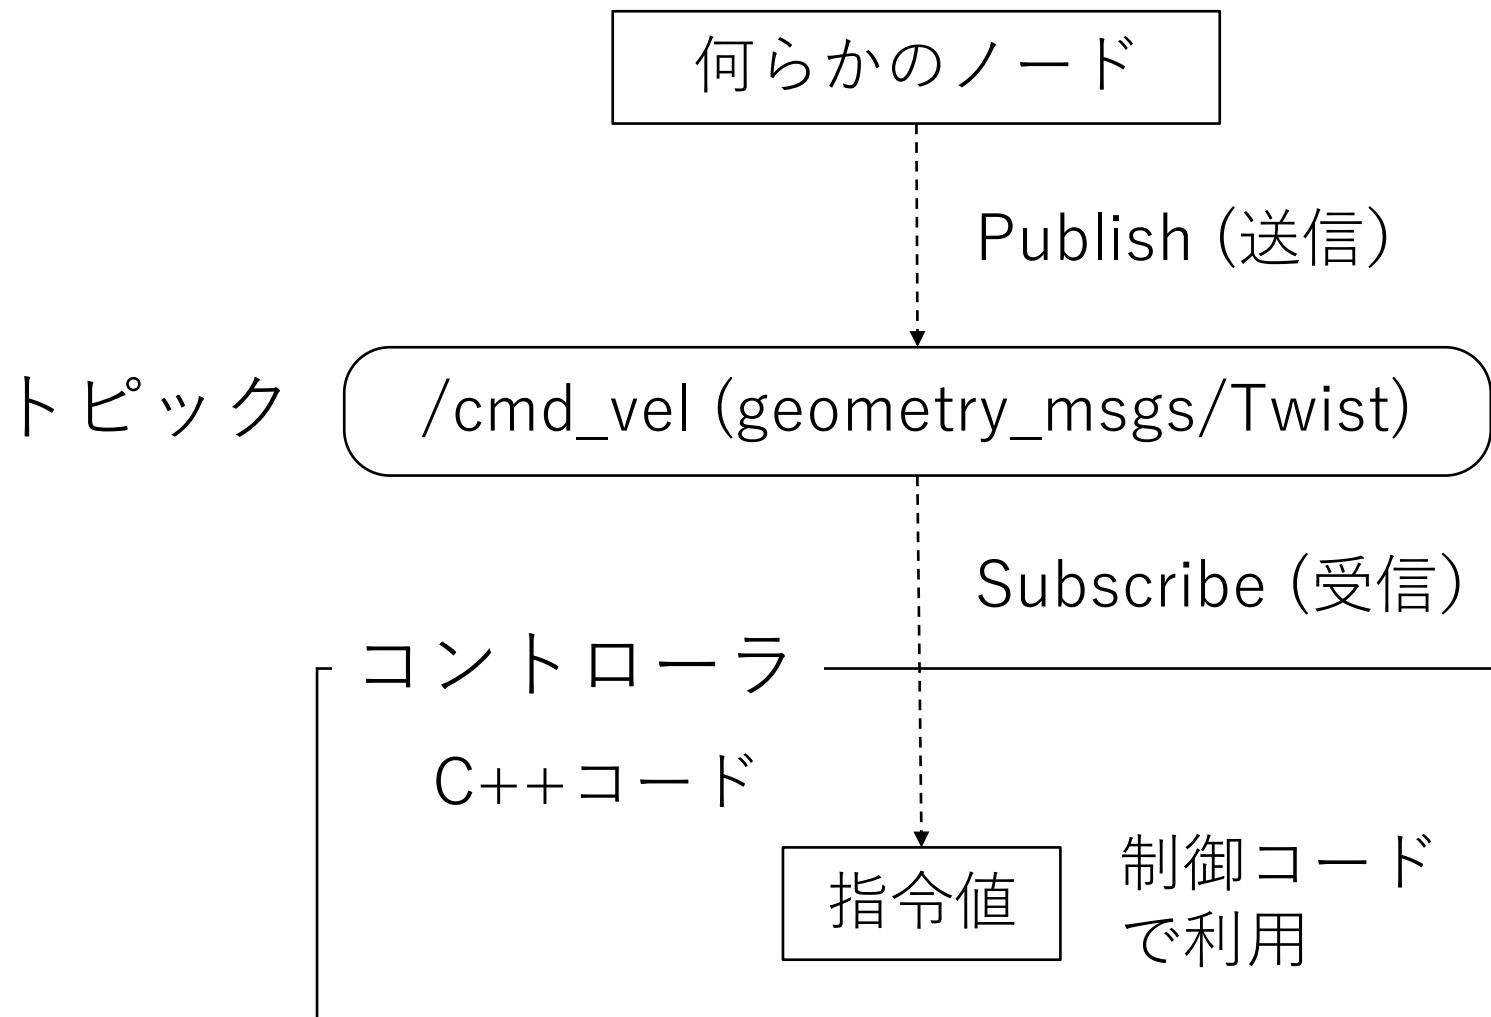 何らかのノード
Publish (送信)
トピック
/cmd_vel (geometry_msgs/Twist)
Subscribe (受信)
コントローラ
C++コード
指令値
制御コード
で利用